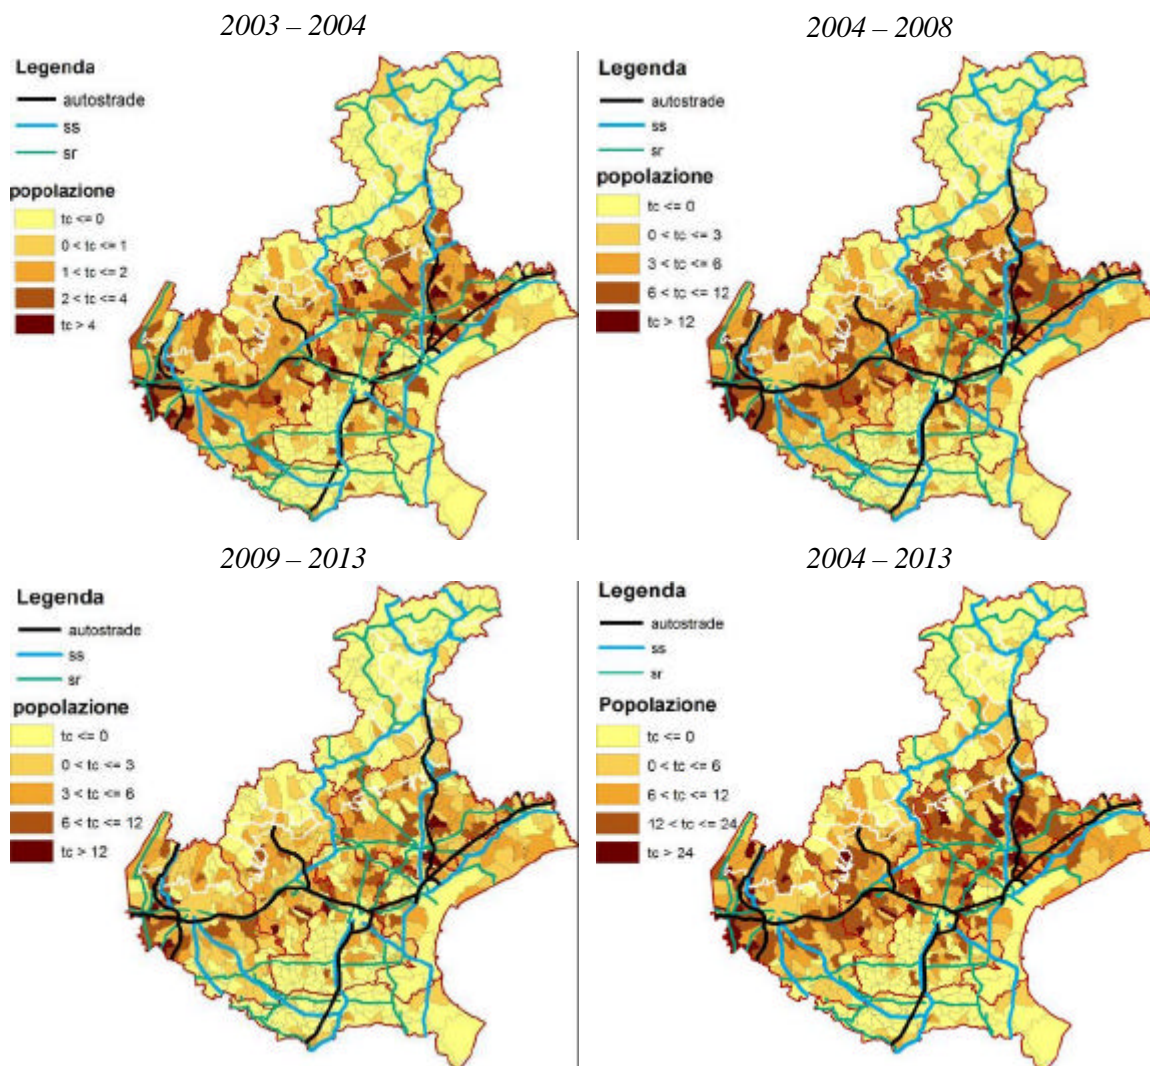 2003 – 2004
Legenda
autostrade
ss
sr
popolazione
tc <= 0
0 < tc <= 1
1 < tc <= 2
2 < tc <= 4
tc > 4
2004 – 2008
Legenda
autostrade
ss
sr
popolazione
tc <= 0
0 < tc <= 3
3 < tc <= 6
6 < tc <= 12
tc > 12
2009 – 2013
Legenda
autostrade
ss
sr
popolazione
tc <= 0
0 < tc <= 3
3 < tc <= 6
6 < tc <= 12
tc > 12
2004 – 2013
Legenda
autostrade
ss
sr
Popolazione
tc <= 0
0 < tc <= 6
6 < tc <= 12
12 < tc <= 24
tc > 24